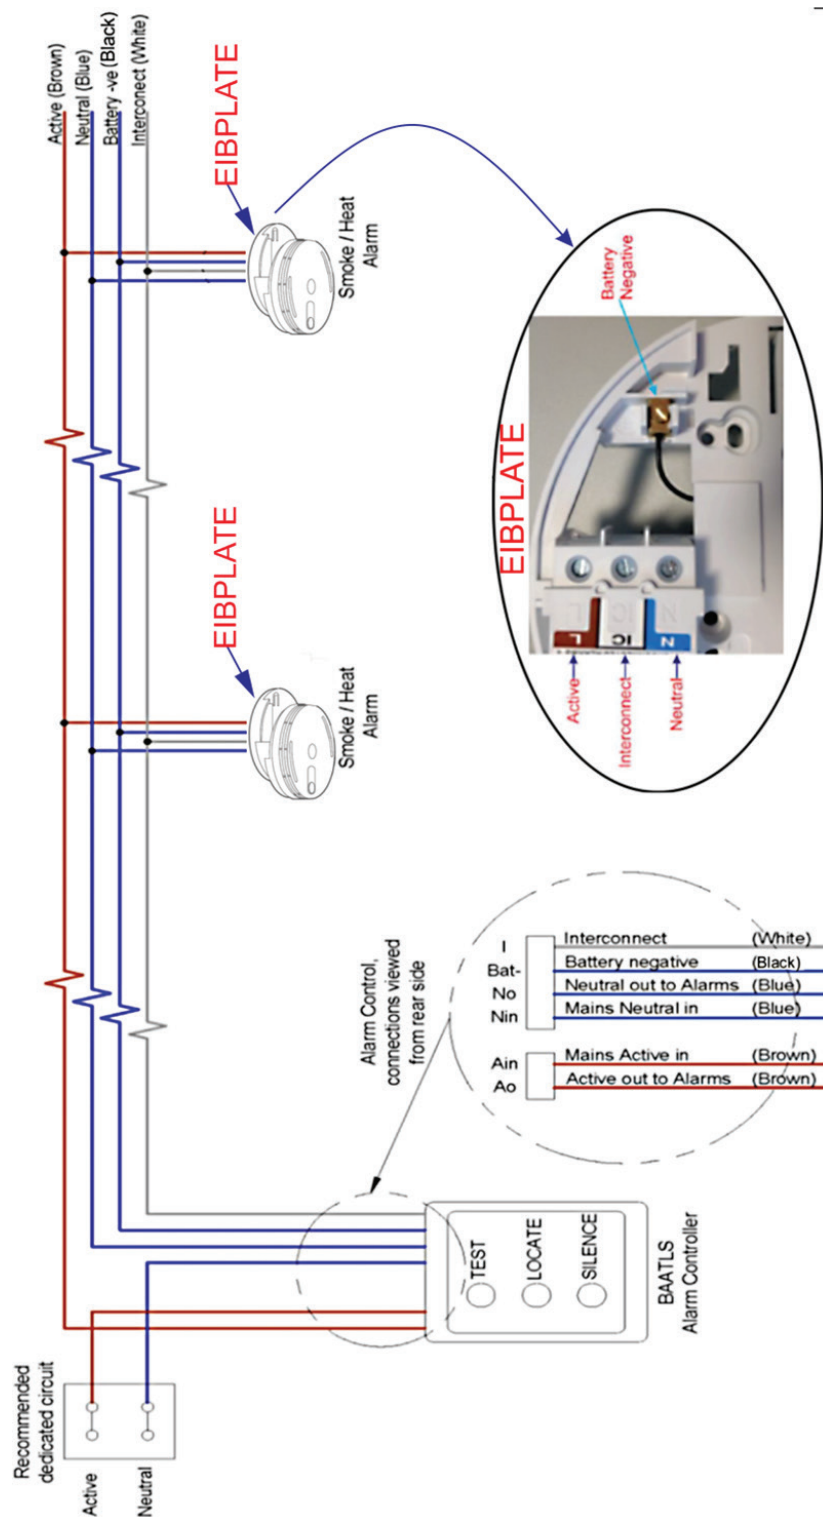 Active (Brown)
Neutral (Blue)
Battery -ve (Black)
Interconect (White)
EIBPLATE
Smoke / Heat
Alarm
EIBPLATE
Smoke / Heat
Alarm
EIBPLATE
Battery
Negative
L
IC
N
L
IC
N
Active
Interconnect
Neutral
Alarm Control,
connections viewed
from rear side
I Interconnect (White)
Bat- Battery negative (Black)
No Neutral out to Alarms (Blue)
Nin Mains Neutral in (Blue)
Ain Mains Active in (Brown)
Ao Active out to Alarms (Brown)
TEST
LOCATE
SILENCE
BAATLS
Alarm Controller
Recommended
dedicated circuit
Active
Neutral